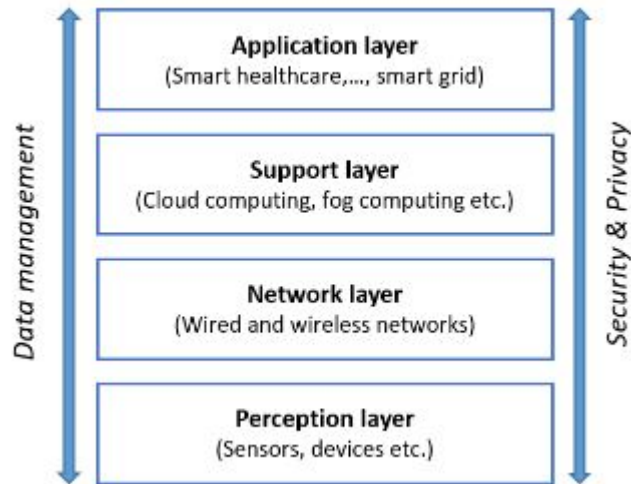 Application layer
(Smart healthcare,..., smart grid)
Support layer
(Cloud computing, fog computing etc.)
Network layer
(Wired and wireless networks)
Perception layer
(Sensors, devices etc.)
Data management
Security & Privacy